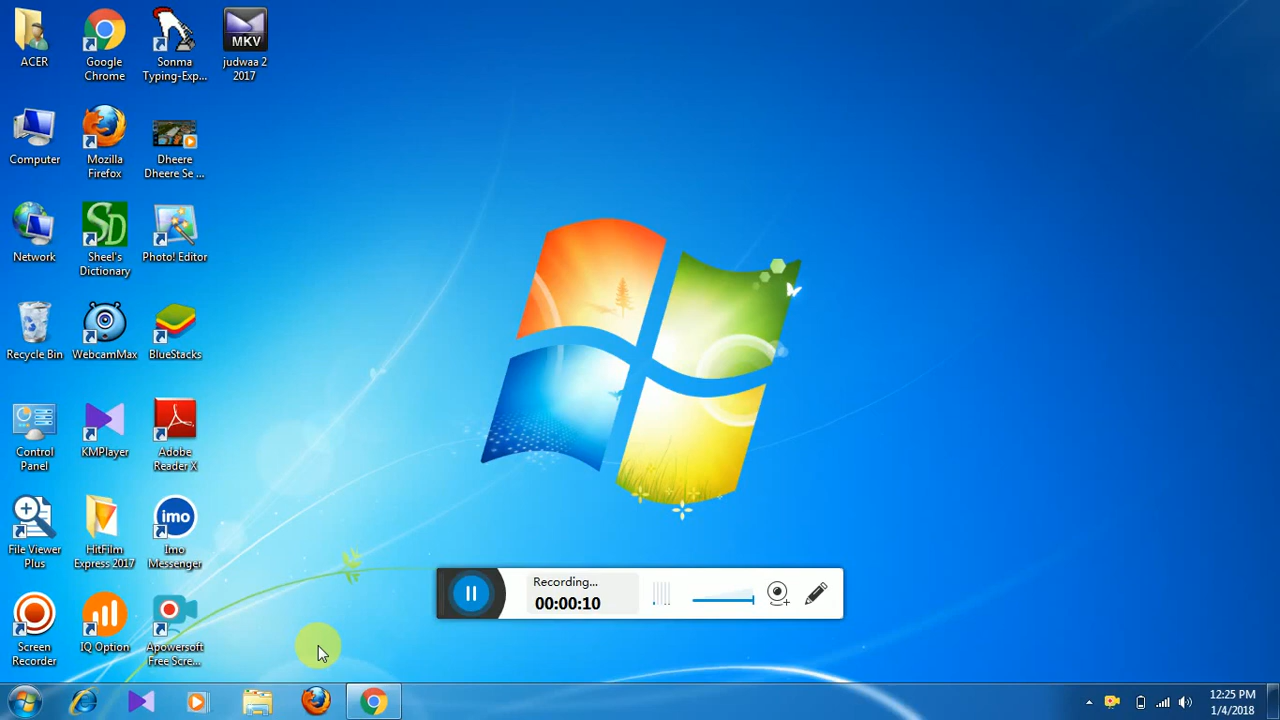 ACER
Google
Chrome
Sonma
Typing-Exp...
MKV
judwaa 2
2017
Computer
Mozilla
Firefox
Dheere
Dheere Se ...
Network
SD
Sheel's
Dictionary
Photo! Editor
Recycle Bin
WebcamMax
BlueStacks
Control
Panel
KMPlayer
Adobe
Reader X
File Viewer
Plus
HitFilm
Express 2017
imo
Imo
Messenger
Screen
Recorder
IQ Option
Apowersoft
Free Scre...
Recording...
00:00:10
12:25 PM
1/4/2018